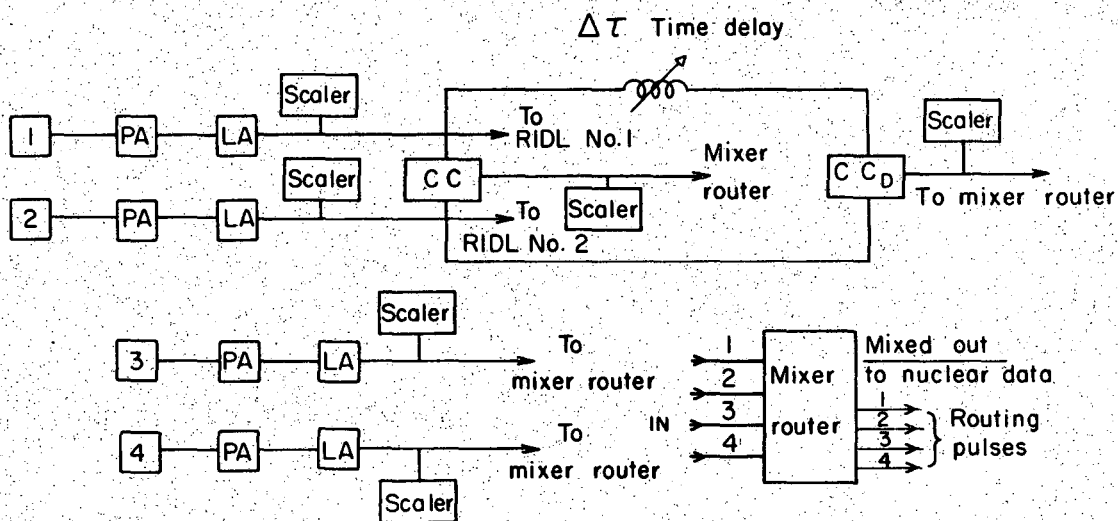 Δτ Time delay
Scaler
To
RIDL No. 1
1
PA
LA
Scaler
Mixer
router
CC
Scaler
C C_D
Scaler
To mixer router
2
PA
LA
To
RIDL No. 2
Scaler
3
PA
LA
To
mixer router
4
PA
LA
To
mixer router
Scaler
IN
1
2
3
4
Mixer
router
Mixed out
to nuclear data
1
2
3
4
Routing
pulses